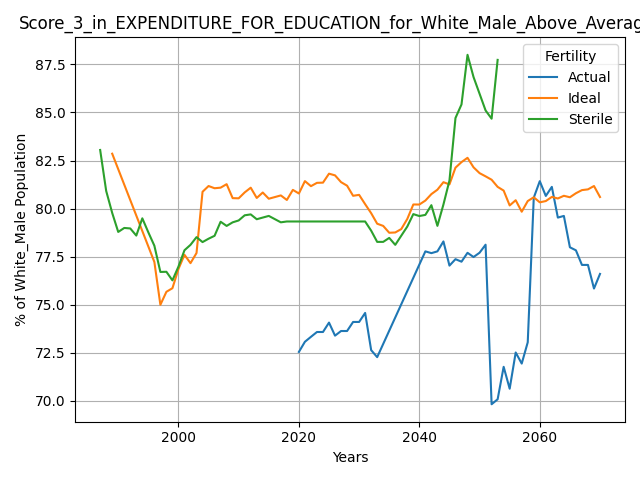 Score_3_in_EXPENDITURE_FOR_EDUCATION_for_White_Male_Above_Averag
% of White_Male Population
87.5
85.0
82.5
80.0
77.5
75.0
72.5
70.0
Fertility
Actual
Ideal
Sterile
2000
2020
2040
2060
Years